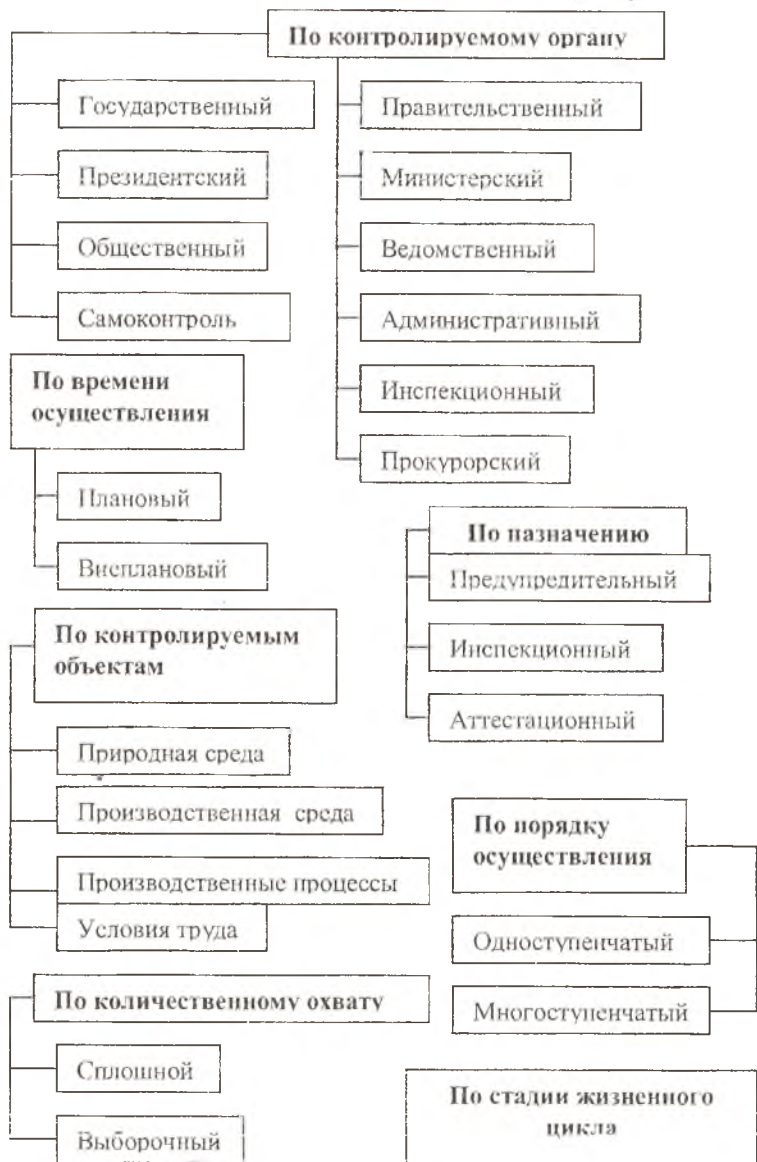 По контролируемому органу
Государственный
Президентский
Общественный
Самоконтроль
Правительственный
Министерский
Ведомственный
Административный
Инспекционный
Прокурорский
По времени
осуществления
Плановый
Внеплановый
По назначению
Предупредительный
Инспекционный
Аттестационный
По контролируемым
объектам
Природная среда
Производственная среда
Производственные процессы
Условия труда
По порядку
осуществления
Одноступенчатый
Многоступенчатый
По количественному охвату
Сплошной
Выборочный
По стадии жизненного
цикла